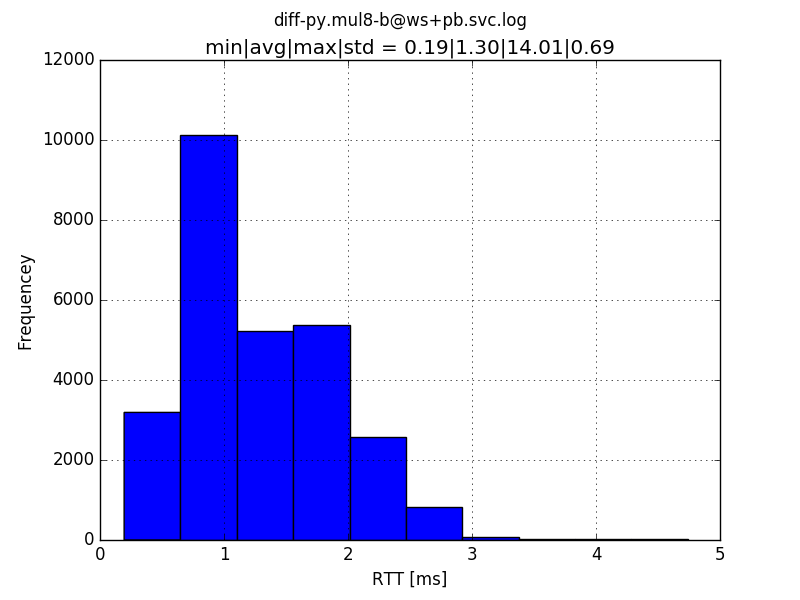 diff-py.mul8-b@ws+pb.svc.log
min|avg|max|std = 0.19|1.30|14.01|0.69
12000
10000
8000
6000
4000
2000
0
Frequencey
0 1 2 3 4 5
RTT [ms]